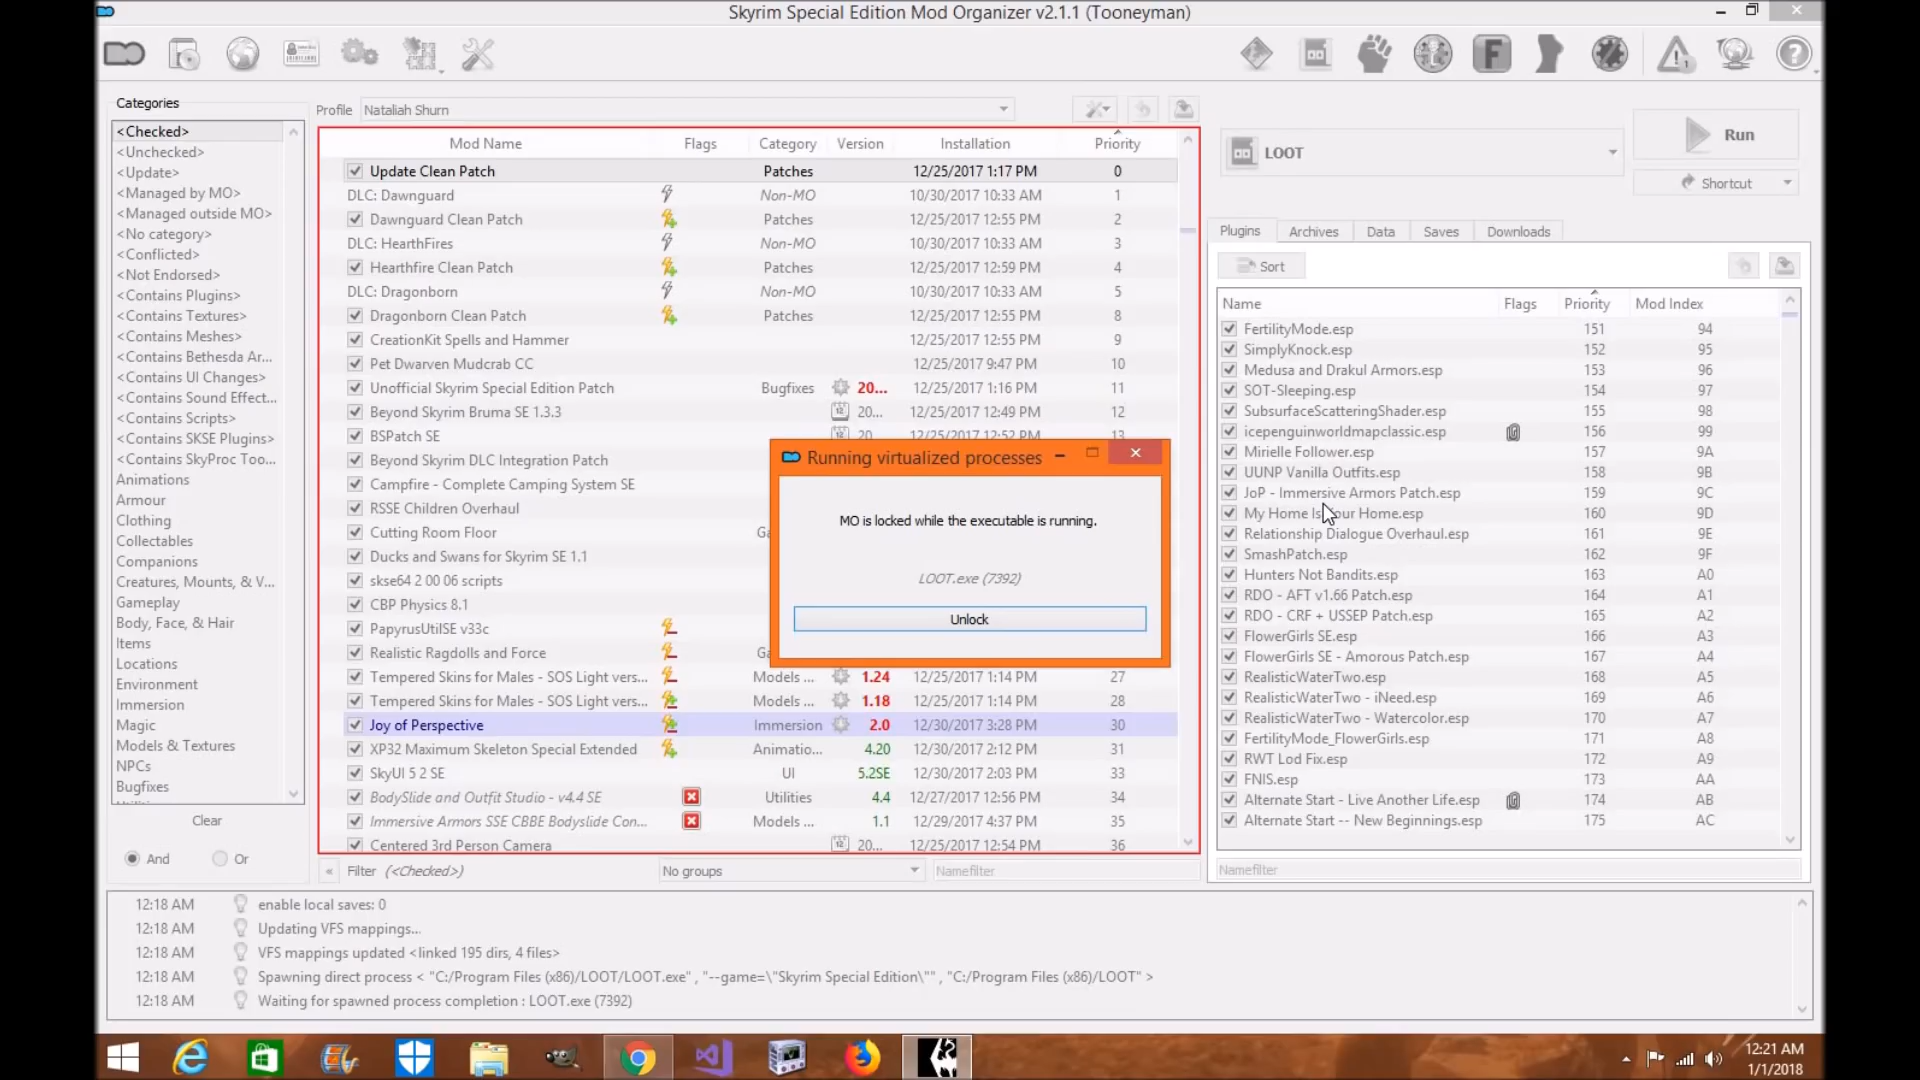 Skyrim Special Edition Mod Organizer v2.1.1 (Tooneyman)
Categories
<Checked>
<Unchecked>
<Update>
<Managed by MO>
<Managed outside MO>
<No category>
<Conflicted>
<Not Endorsed>
<Contains Plugins>
<Contains Textures>
<Contains Meshes>
<Contains Bethesda Ar...
<Contains UI Changes>
<Contains Sound Effect...
<Contains Scripts>
<Contains SKSE Plugins>
<Contains SkyProc Too...
Animations
Armour
Clothing
Collectables
Companions
Creatures, Mounts, & V...
Gameplay
Body, Face, & Hair
Items
Locations
Environment
Immersion
Magic
Models & Textures
NPCs
Bugfixes
Clear
And Or
Profile Nataliah Shurn
Mod Name Flags Category Version Installation Priority
Update Clean Patch Patches 12/25/2017 1:17 PM 0
DLC: Dawnguard Non-MO 10/30/2017 10:33 AM 1
Dawnguard Clean Patch Patches 12/25/2017 12:55 PM 2
DLC: HearthFires Non-MO 10/30/2017 10:33 AM 3
Hearthfire Clean Patch Patches 12/25/2017 12:59 PM 4
DLC: Dragonborn Non-MO 10/30/2017 10:33 AM 5
Dragonborn Clean Patch Patches 12/25/2017 12:55 PM 8
CreationKit Spells and Hammer 12/25/2017 12:55 PM 9
Pet Dwarven Mudcrab CC 12/25/2017 9:47 PM 10
Unofficial Skyrim Special Edition Patch Bugfixes 20... 12/25/2017 1:16 PM 11
Beyond Skyrim Bruma SE 1.3.3 20... 12/25/2017 12:49 PM 12
BSPatch SE 20 12/25/2017 12:52 PM 13
Beyond Skyrim DLC Integration Patch
Campfire - Complete Camping System SE
RSSE Children Overhaul
Cutting Room Floor Ga
Ducks and Swans for Skyrim SE 1.1
skse64 2 00 06 scripts
CBP Physics 8.1
PapyrusUtilSE v33c
Realistic Ragdolls and Force Ga
Tempered Skins for Males - SOS Light vers... Models ... 1.24 12/25/2017 1:14 PM 27
Tempered Skins for Males - SOS Light vers... Models ... 1.18 12/25/2017 1:14 PM 28
Joy of Perspective Immersion 2.0 12/30/2017 3:28 PM 30
XP32 Maximum Skeleton Special Extended Animatio... 4.20 12/30/2017 2:12 PM 31
SkyUI 5 2 SE UI 5.2SE 12/30/2017 2:03 PM 33
BodySlide and Outfit Studio - v4.4 SE Utilities 4.4 12/27/2017 12:56 PM 34
Immersive Armors SSE CBBE Bodyslide Con... Models ... 1.1 12/29/2017 4:37 PM 35
Centered 3rd Person Camera 20... 12/25/2017 12:54 PM 36
« Filter (<Checked>) No groups Namefilter
Running virtualized processes
MO is locked while the executable is running.
LOOT.exe (7392)
Unlock
LOOT
Run
Shortcut
Plugins Archives Data Saves Downloads
Sort
Name Flags Priority Mod Index
FertilityMode.esp 151 94
SimplyKnock.esp 152 95
Medusa and Drakul Armors.esp 153 96
SOT-Sleeping.esp 154 97
SubsurfaceScatteringShader.esp 155 98
icepenguinworldmapclassic.esp 156 99
Mirielle Follower.esp 157 9A
UUNP Vanilla Outfits.esp 158 9B
JoP - Immersive Armors Patch.esp 159 9C
My Home Is Your Home.esp 160 9D
Relationship Dialogue Overhaul.esp 161 9E
SmashPatch.esp 162 9F
Hunters Not Bandits.esp 163 A0
RDO - AFT v1.66 Patch.esp 164 A1
RDO - CRF + USSEP Patch.esp 165 A2
FlowerGirls SE.esp 166 A3
FlowerGirls SE - Amorous Patch.esp 167 A4
RealisticWaterTwo.esp 168 A5
RealisticWaterTwo - iNeed.esp 169 A6
RealisticWaterTwo - Watercolor.esp 170 A7
FertilityMode_FlowerGirls.esp 171 A8
RWT Lod Fix.esp 172 A9
FNIS.esp 173 AA
Alternate Start - Live Another Life.esp 174 AB
Alternate Start -- New Beginnings.esp 175 AC
Namefilter
12:18 AM enable local saves: 0
12:18 AM Updating VFS mappings...
12:18 AM VFS mappings updated <linked 195 dirs, 4 files>
12:18 AM Spawning direct process < "C:/Program Files (x86)/LOOT/LOOT.exe" , "--game=\"Skyrim Special Edition\"" , "C:/Program Files (x86)/LOOT" >
12:18 AM Waiting for spawned process completion : LOOT.exe (7392)
12:21 AM
1/1/2018